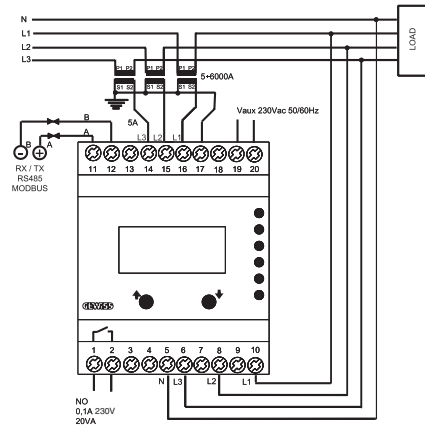 N
L1
L2
L3
LOAD
P1 P2 P1 P2 P1 P2
S1 S2 S1 S2 S1 S2
5÷6000A
B
A
5A
L3 L2 L1
Vaux 230Vac 50/60Hz
B A
RX / TX
RS485
MODBUS
11 12 13 14 15 16 17 18 19 20
GEWISS
1 2 3 4 5 6 7 8 9 10
N L3 L2 L1
NO
0,1A 230V
20VA